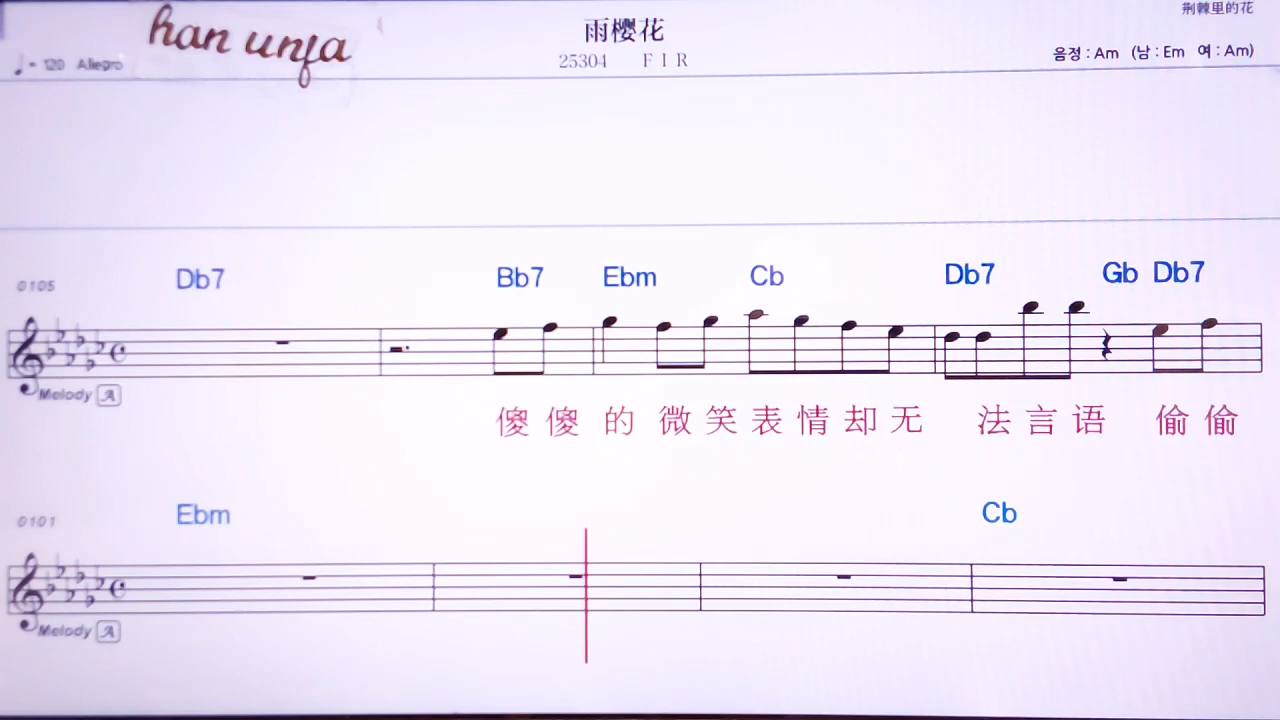 荆棘里的花
han unfa
雨樱花
♩= 120 Allegro
25304 F I R
음정 : Am (남 : Em 여 : Am)
Db7 Bb7 Ebm Cb Db7 Gb Db7
0105
Melody A
傻 傻 的 微 笑 表 情 却 无 法 言 语 偷 偷
Ebm Cb
0101
Melody A